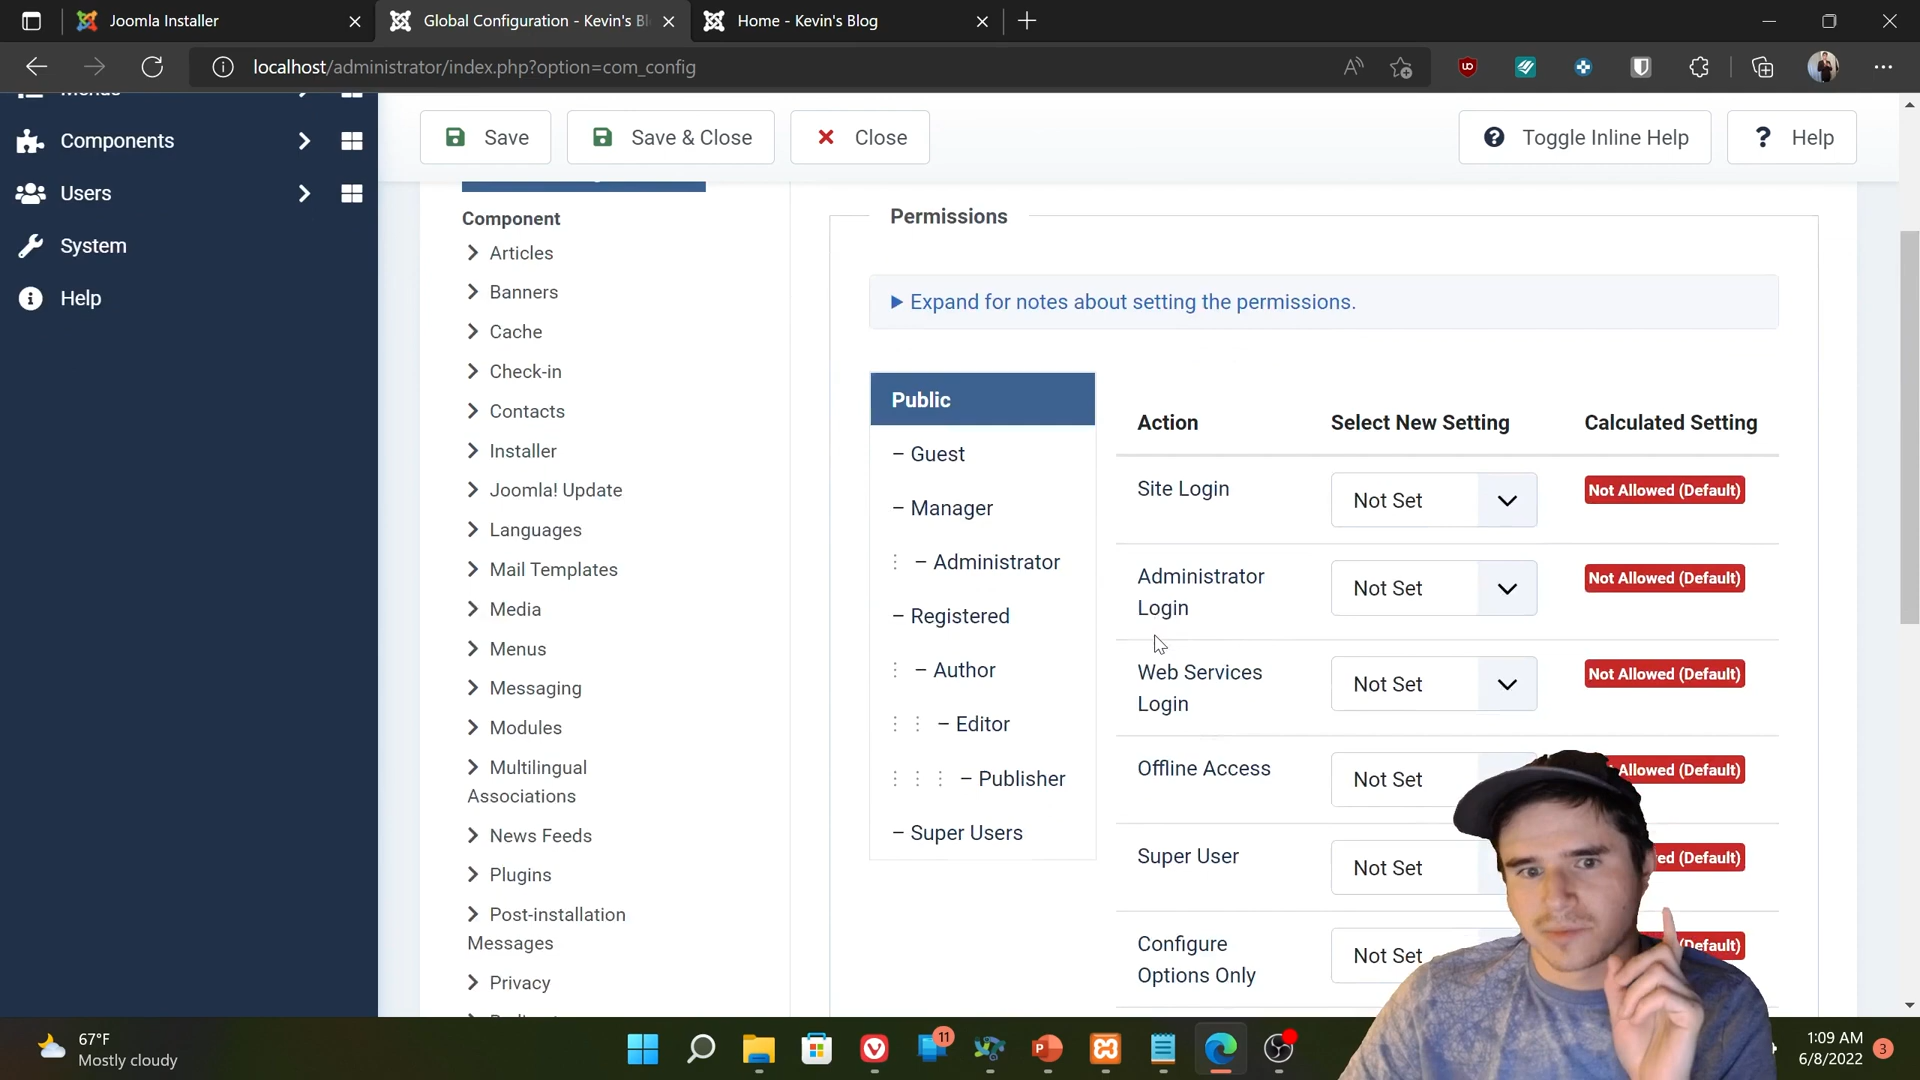 Joomla Installer
Global Configuration - Kevin's Bl
Home - Kevin's Blog
localhost/administrator/index.php?option=com_config
Components
Users
System
Help
Save
Save & Close
Close
Toggle Inline Help
Help
Component
Articles
Banners
Cache
Check-in
Contacts
Installer
Joomla! Update
Languages
Mail Templates
Media
Menus
Messaging
Modules
Multilingual
Associations
News Feeds
Plugins
Post-installation
Messages
Privacy
Permissions
Expand for notes about setting the permissions.
Public
– Guest
– Manager
– Administrator
– Registered
– Author
– Editor
– Publisher
– Super Users
Action Select New Setting Calculated Setting
Site Login Not Set Not Allowed (Default)
Administrator
Login Not Set Not Allowed (Default)
Web Services
Login Not Set Not Allowed (Default)
Offline Access Not Set Allowed (Default)
Super User Not Set (Default)
Configure
Options Only Not Set (Default)
67°F
Mostly cloudy
11
1:09 AM
6/8/2022
3